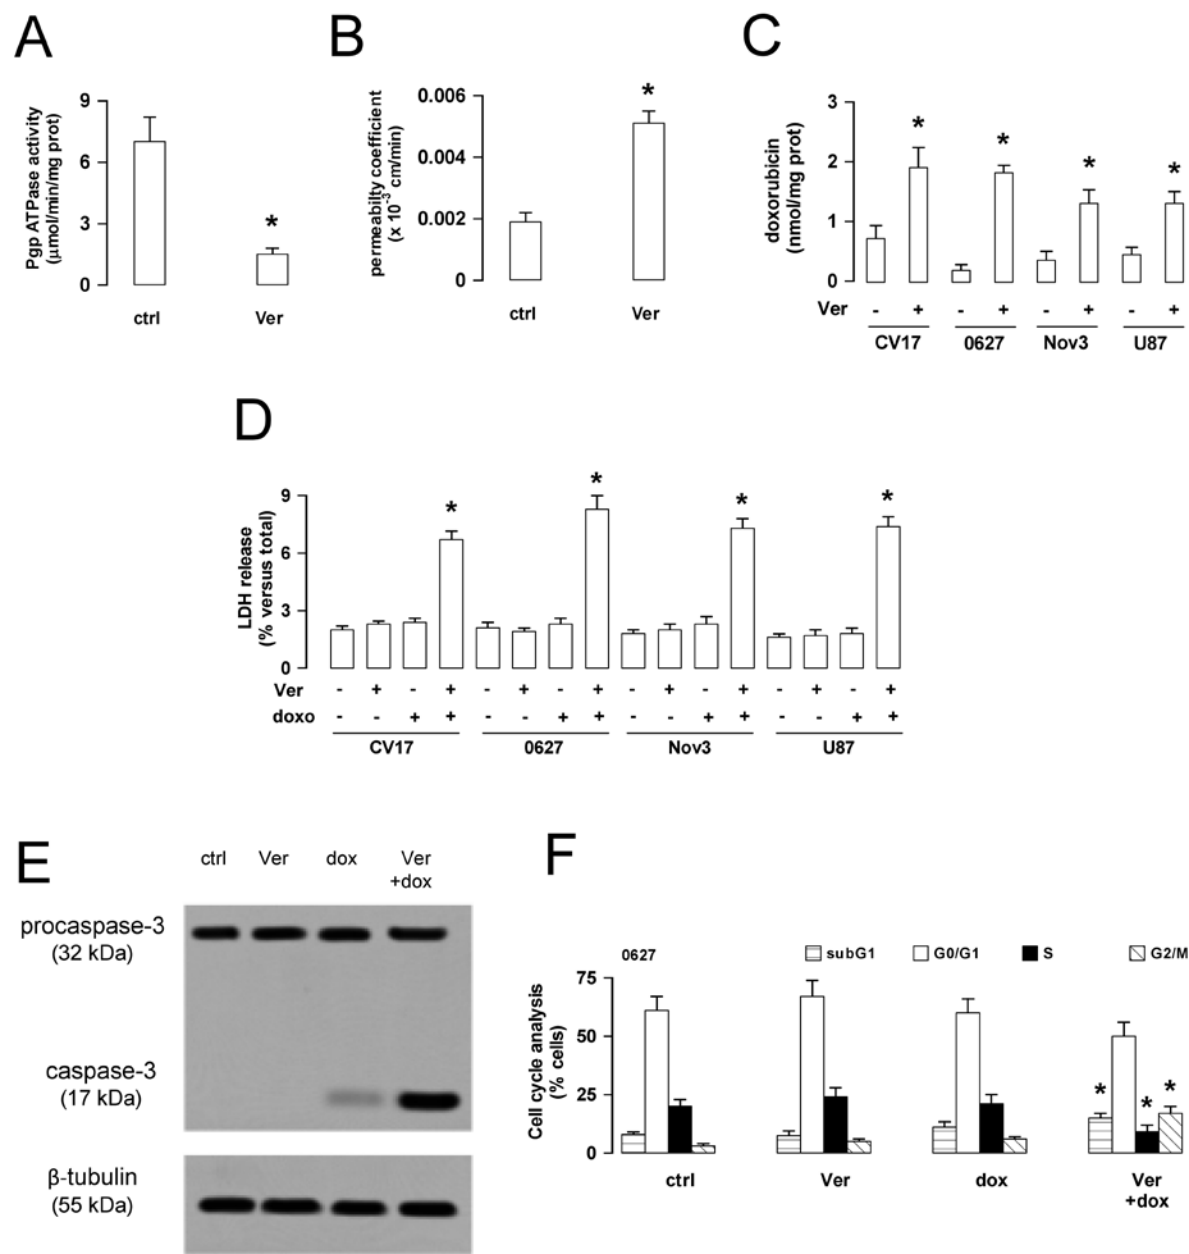 A
Pgp ATPase activity
(μmol/min/mg prot)
9
6
3
0
*
ctrl Ver
B
permeabilty coefficient
(x 10⁻³ cm/min)
0.006
0.004
0.002
0
*
ctrl Ver
C
doxorubicin
(nmol/mg prot)
3
2
1
0
* * * *
Ver - + - + - + - +
CV17 0627 Nov3 U87
D
LDH release
(% versus total)
9
6
3
0
* * * *
Ver - + - + - + - + - + - + - + - +
doxo - - + + - - + + - - + + - - + +
CV17 0627 Nov3 U87
E
ctrl Ver dox Ver
+dox
procaspase-3
(32 kDa)
caspase-3
(17 kDa)
β-tubulin
(55 kDa)
F
0627 subG1 G0/G1 S G2/M
Cell cycle analysis
(% cells)
75
50
25
0
* * *
ctrl Ver dox Ver
+dox